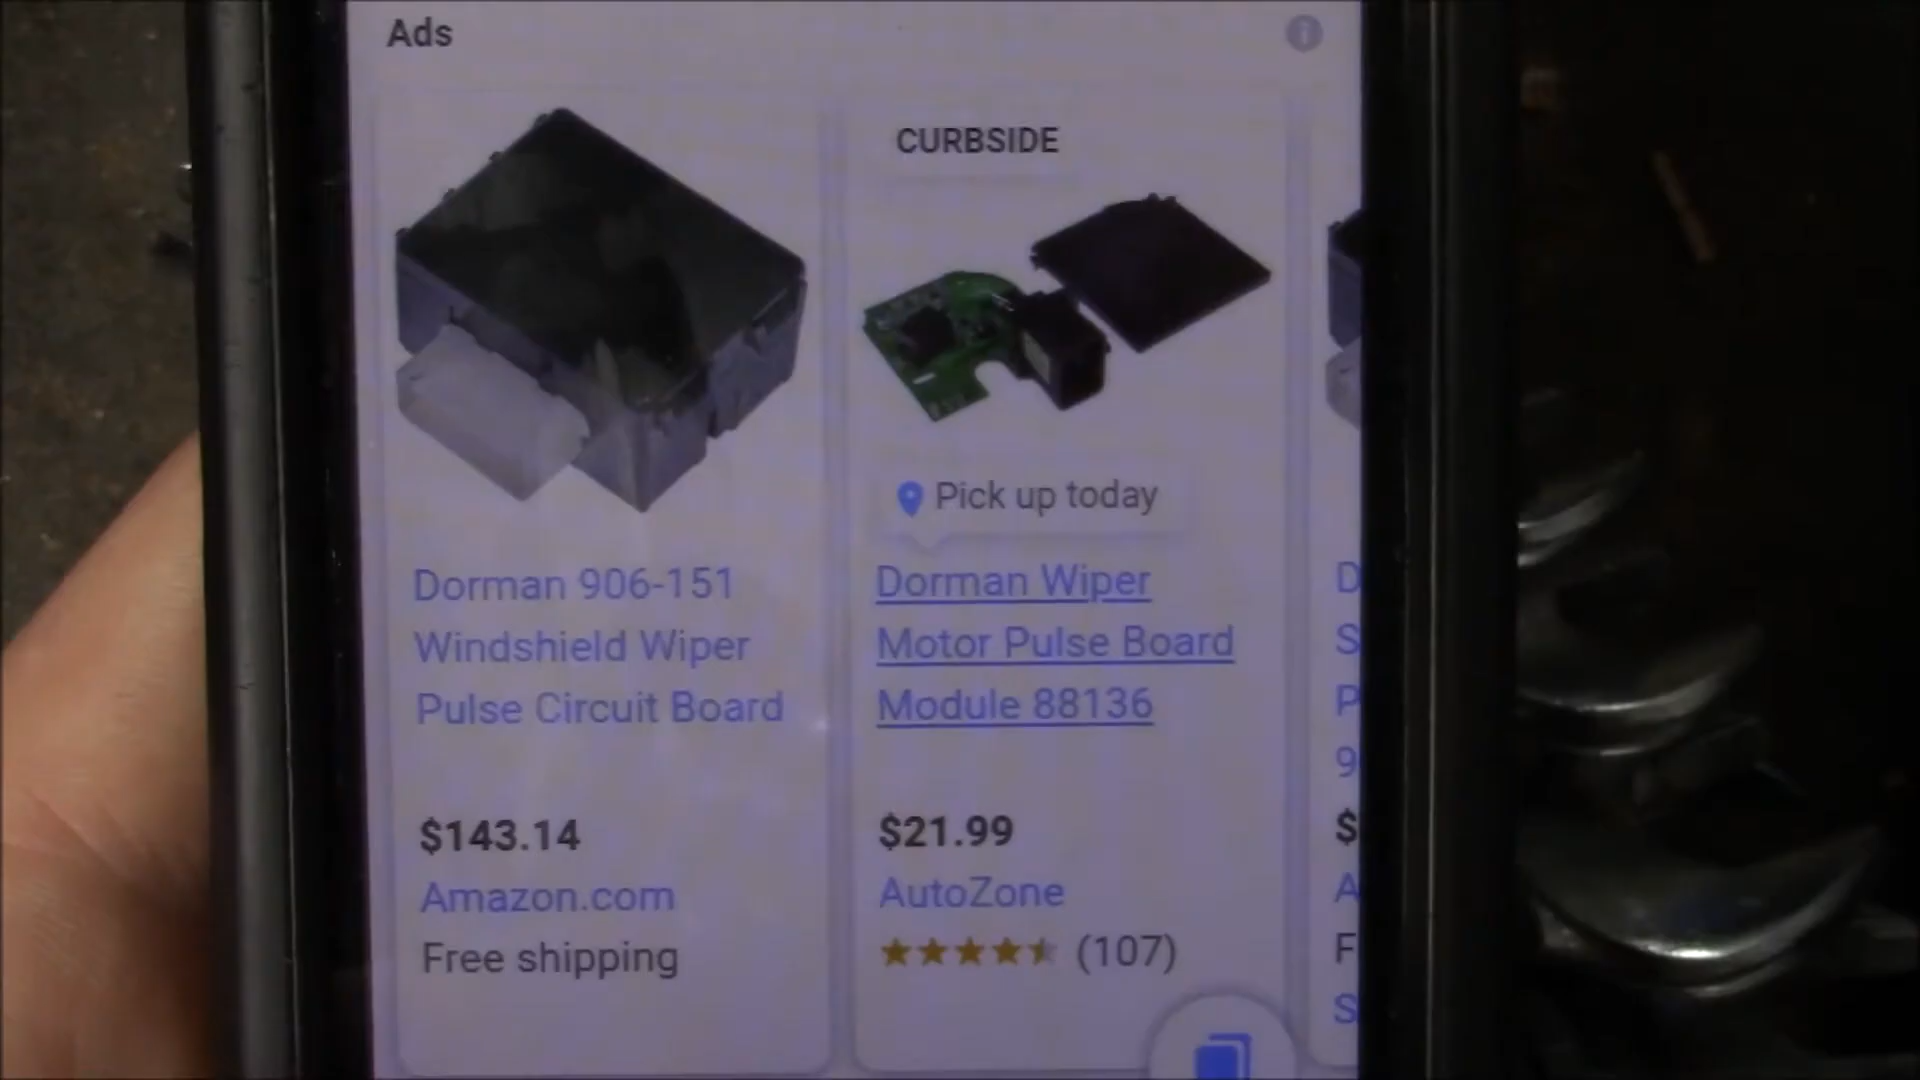 Ads
Dorman 906-151
Windshield Wiper
Pulse Circuit Board
$143.14
Amazon.com
Free shipping
CURBSIDE
Pick up today
Dorman Wiper
Motor Pulse Board
Module 88136
$21.99
AutoZone
(107)
D
S
P
9
$
A
F
S